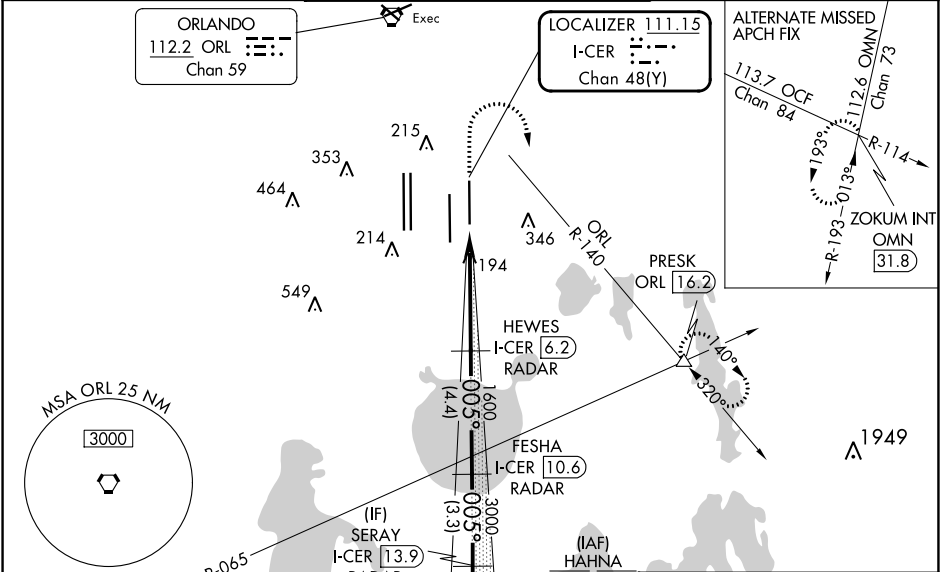 ORLANDO
112.2 ORL
Chan 59
Exec
LOCALIZER 111.15
I-CER
Chan 48(Y)
ALTERNATE MISSED
APCH FIX
113.7 OCF
Chan 84
112.6 OMN
Chan 73
R-114
193°
013°
R-193
ZOKUM INT
OMN
31.8
215
353
464
214
549
346
194
ORL
R-140
PRESK
ORL 16.2
140°
320°
HEWES
I-CER 6.2
RADAR
005°
1600
(4.4)
MSA ORL 25 NM
3000
FESHA
I-CER 10.6
RADAR
1949
005°
3000
(3.3)
(IF)
SERAY
I-CER 13.9
RADAR
R-065
(IAF)
HAHNA